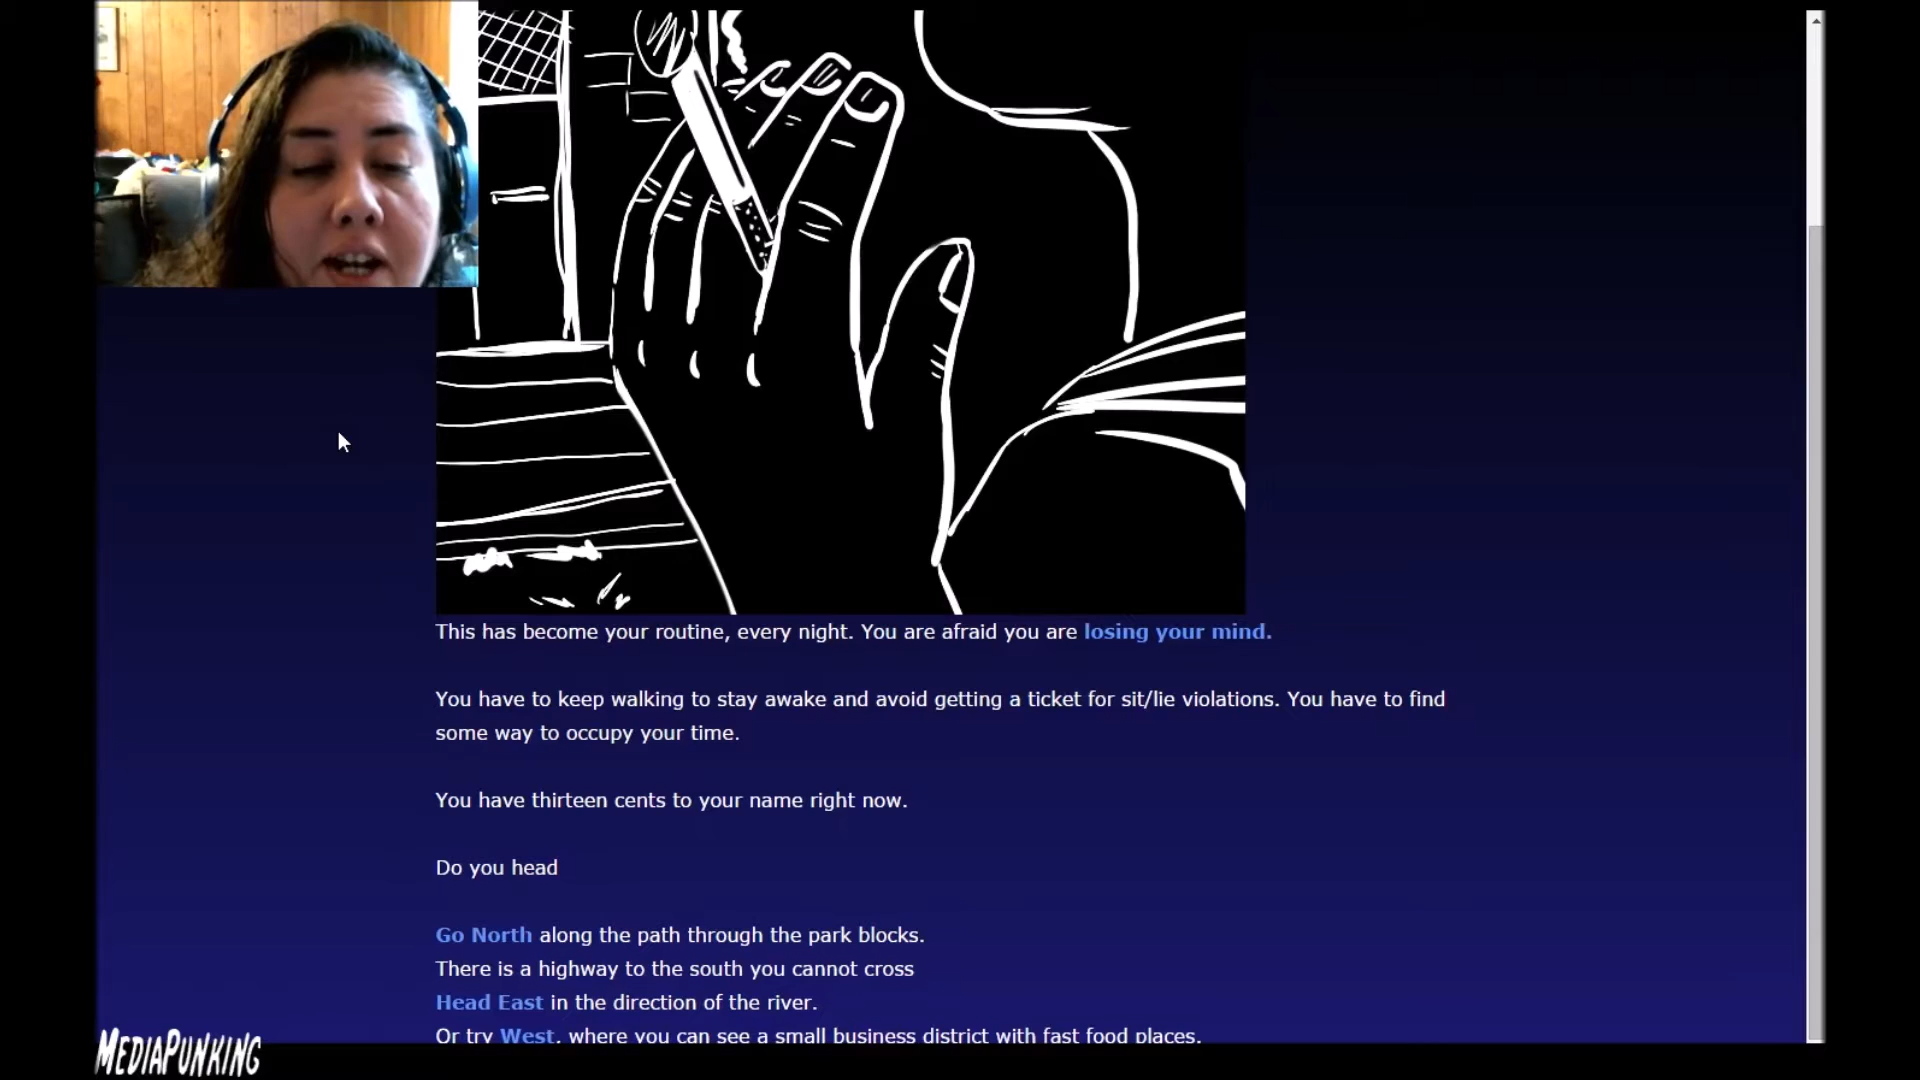 This has become your routine, every night. You are afraid you are losing your mind.
You have to keep walking to stay awake and avoid getting a ticket for sit/lie violations. You have to find
some way to occupy your time.
You have thirteen cents to your name right now.
Do you head
Go North along the path through the park blocks.
There is a highway to the south you cannot cross
Head East in the direction of the river.
Or try West, where you can see a small business district with fast food places.
MEDIAPUNKING